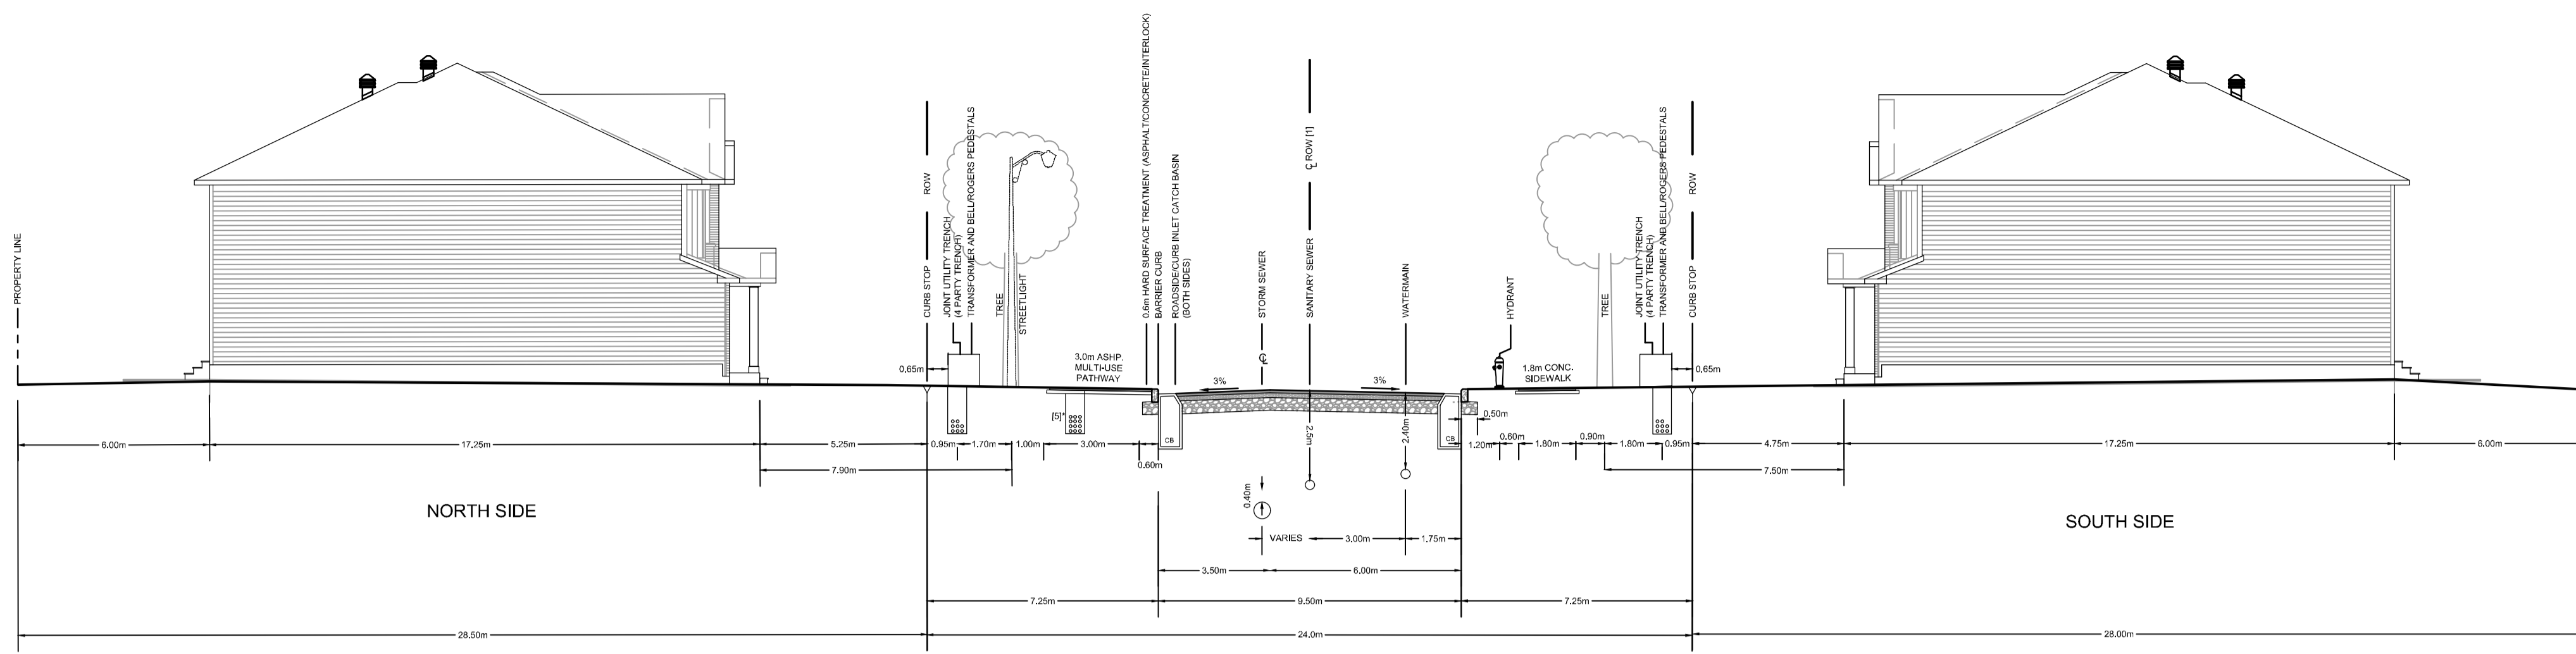 PROPERTY LINE
CURB STOP
ROW
JOINT UTILITY TRENCH
(4 PARTY TRENCH)
TRANSFORMER AND BELL/ROGERS PEDESTALS
TREE
STREETLIGHT
0.6m HARD SURFACE TREATMENT (ASPHALT/CONCRETE/INTERLOCK)
BARRIER CURB
ROADSIDE/CURB INLET CATCH BASIN
(BOTH SIDES)
STORM SEWER
℄
SANITARY SEWER
℄ ROW [1]
WATERMAIN
HYDRANT
TREE
JOINT UTILITY TRENCH
(4 PARTY TRENCH)
TRANSFORMER AND BELL/ROGERS PEDESTALS
CURB STOP
ROW
0.65m
3.0m ASHP.
MULTI-USE
PATHWAY
3%
3%
1.8m CONC.
SIDEWALK
0.65m
[5]*
CB
2.5m
2.40m
CB
0.50m
6.00m
17.25m
5.25m
0.95m
1.70m
1.00m
3.00m
0.60m
1.20m
0.60m
1.80m
0.90m
1.80m
0.95m
4.75m
17.25m
6.00m
7.90m
7.50m
0.40m
NORTH SIDE
SOUTH SIDE
VARIES
3.00m
1.75m
3.50m
6.00m
7.25m
9.50m
7.25m
28.50m
24.0m
28.00m